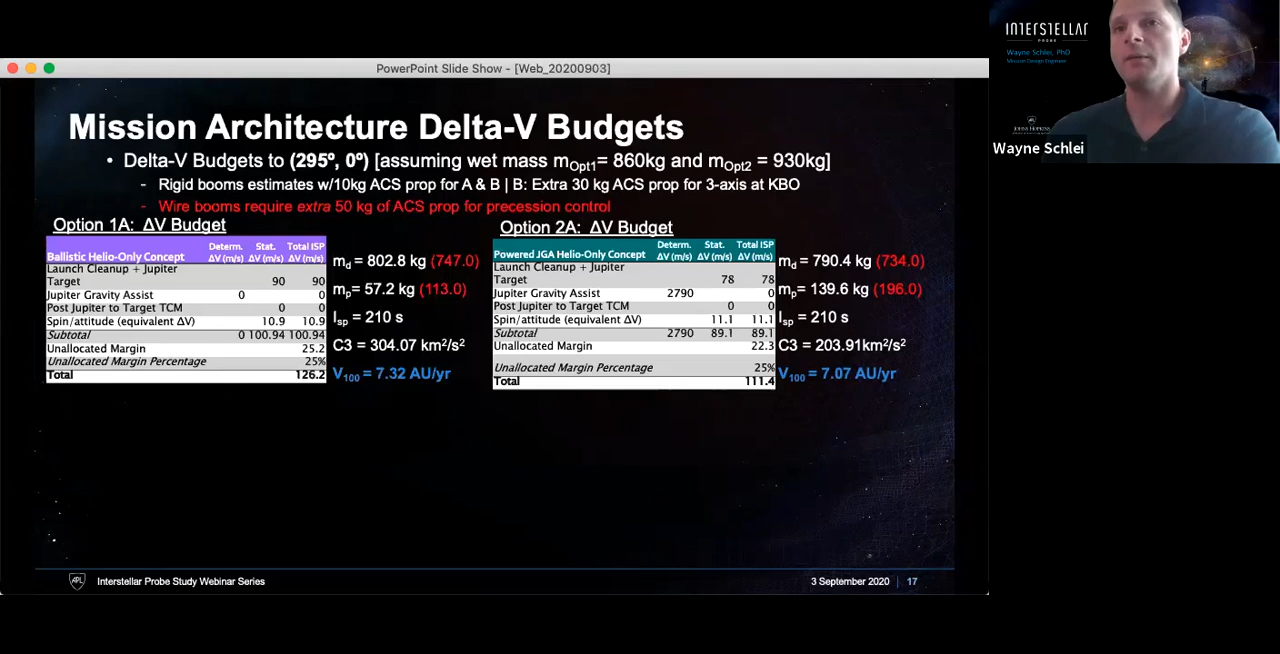 INTERSTELLAR
PROBE
Wayne Schlei, PhD
Mission Design Engineer
JOHNS HOPKINS
Wayne Schlei
PowerPoint Slide Show - [Web_20200903]
Mission Architecture Delta-V Budgets
• Delta-V Budgets to (295º, 0º) [assuming wet mass mOpt1= 860kg and mOpt2 = 930kg]
- Rigid booms estimates w/10kg ACS prop for A & B | B: Extra 30 kg ACS prop for 3-axis at KBO
- Wire booms require extra 50 kg of ACS prop for precession control
Option 1A: ΔV Budget
Ballistic Helio-Only Concept Determ. ΔV (m/s) Stat. ΔV (m/s) Total ISP ΔV (m/s)
Launch Cleanup + Jupiter
Target 90 90
Jupiter Gravity Assist 0 0
Post Jupiter to Target TCM 0 0
Spin/attitude (equivalent ΔV) 10.9 10.9
Subtotal 0 100.94 100.94
Unallocated Margin 25.2
Unallocated Margin Percentage 25%
Total 126.2
md = 802.8 kg (747.0)
mp= 57.2 kg (113.0)
Isp = 210 s
C3 = 304.07 km²/s²
V100 = 7.32 AU/yr
Option 2A: ΔV Budget
Powered JGA Helio-Only Concept Determ. ΔV (m/s) Stat. ΔV (m/s) Total ISP ΔV (m/s)
Launch Cleanup + Jupiter
Target 78 78
Jupiter Gravity Assist 2790 0
Post Jupiter to Target TCM 0 0
Spin/attitude (equivalent ΔV) 11.1 11.1
Subtotal 2790 89.1 89.1
Unallocated Margin 22.3
Unallocated Margin Percentage 25%
Total 111.4
md = 790.4 kg (734.0)
mp= 139.6 kg (196.0)
Isp = 210 s
C3 = 203.91km²/s²
V100 = 7.07 AU/yr
APL Interstellar Probe Study Webinar Series
3 September 2020 | 17